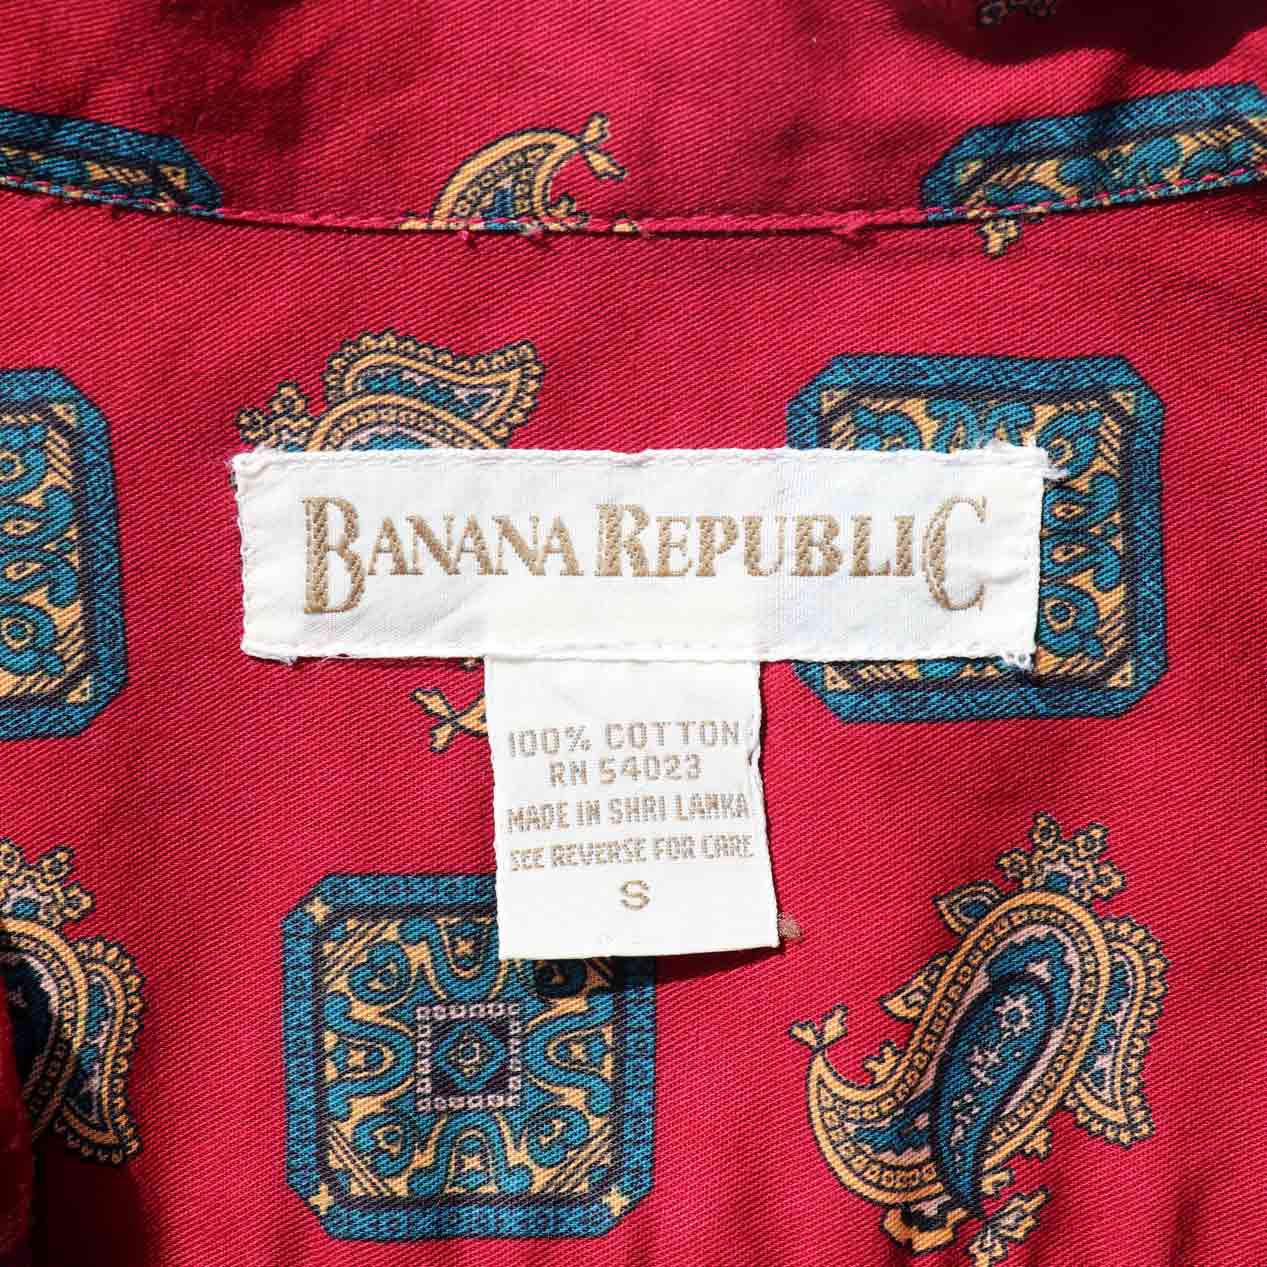 BANANA REPUBLIC
100% COTTON
RN 54023
MADE IN SHRI LANKA
SEE REVERSE FOR CARE
S